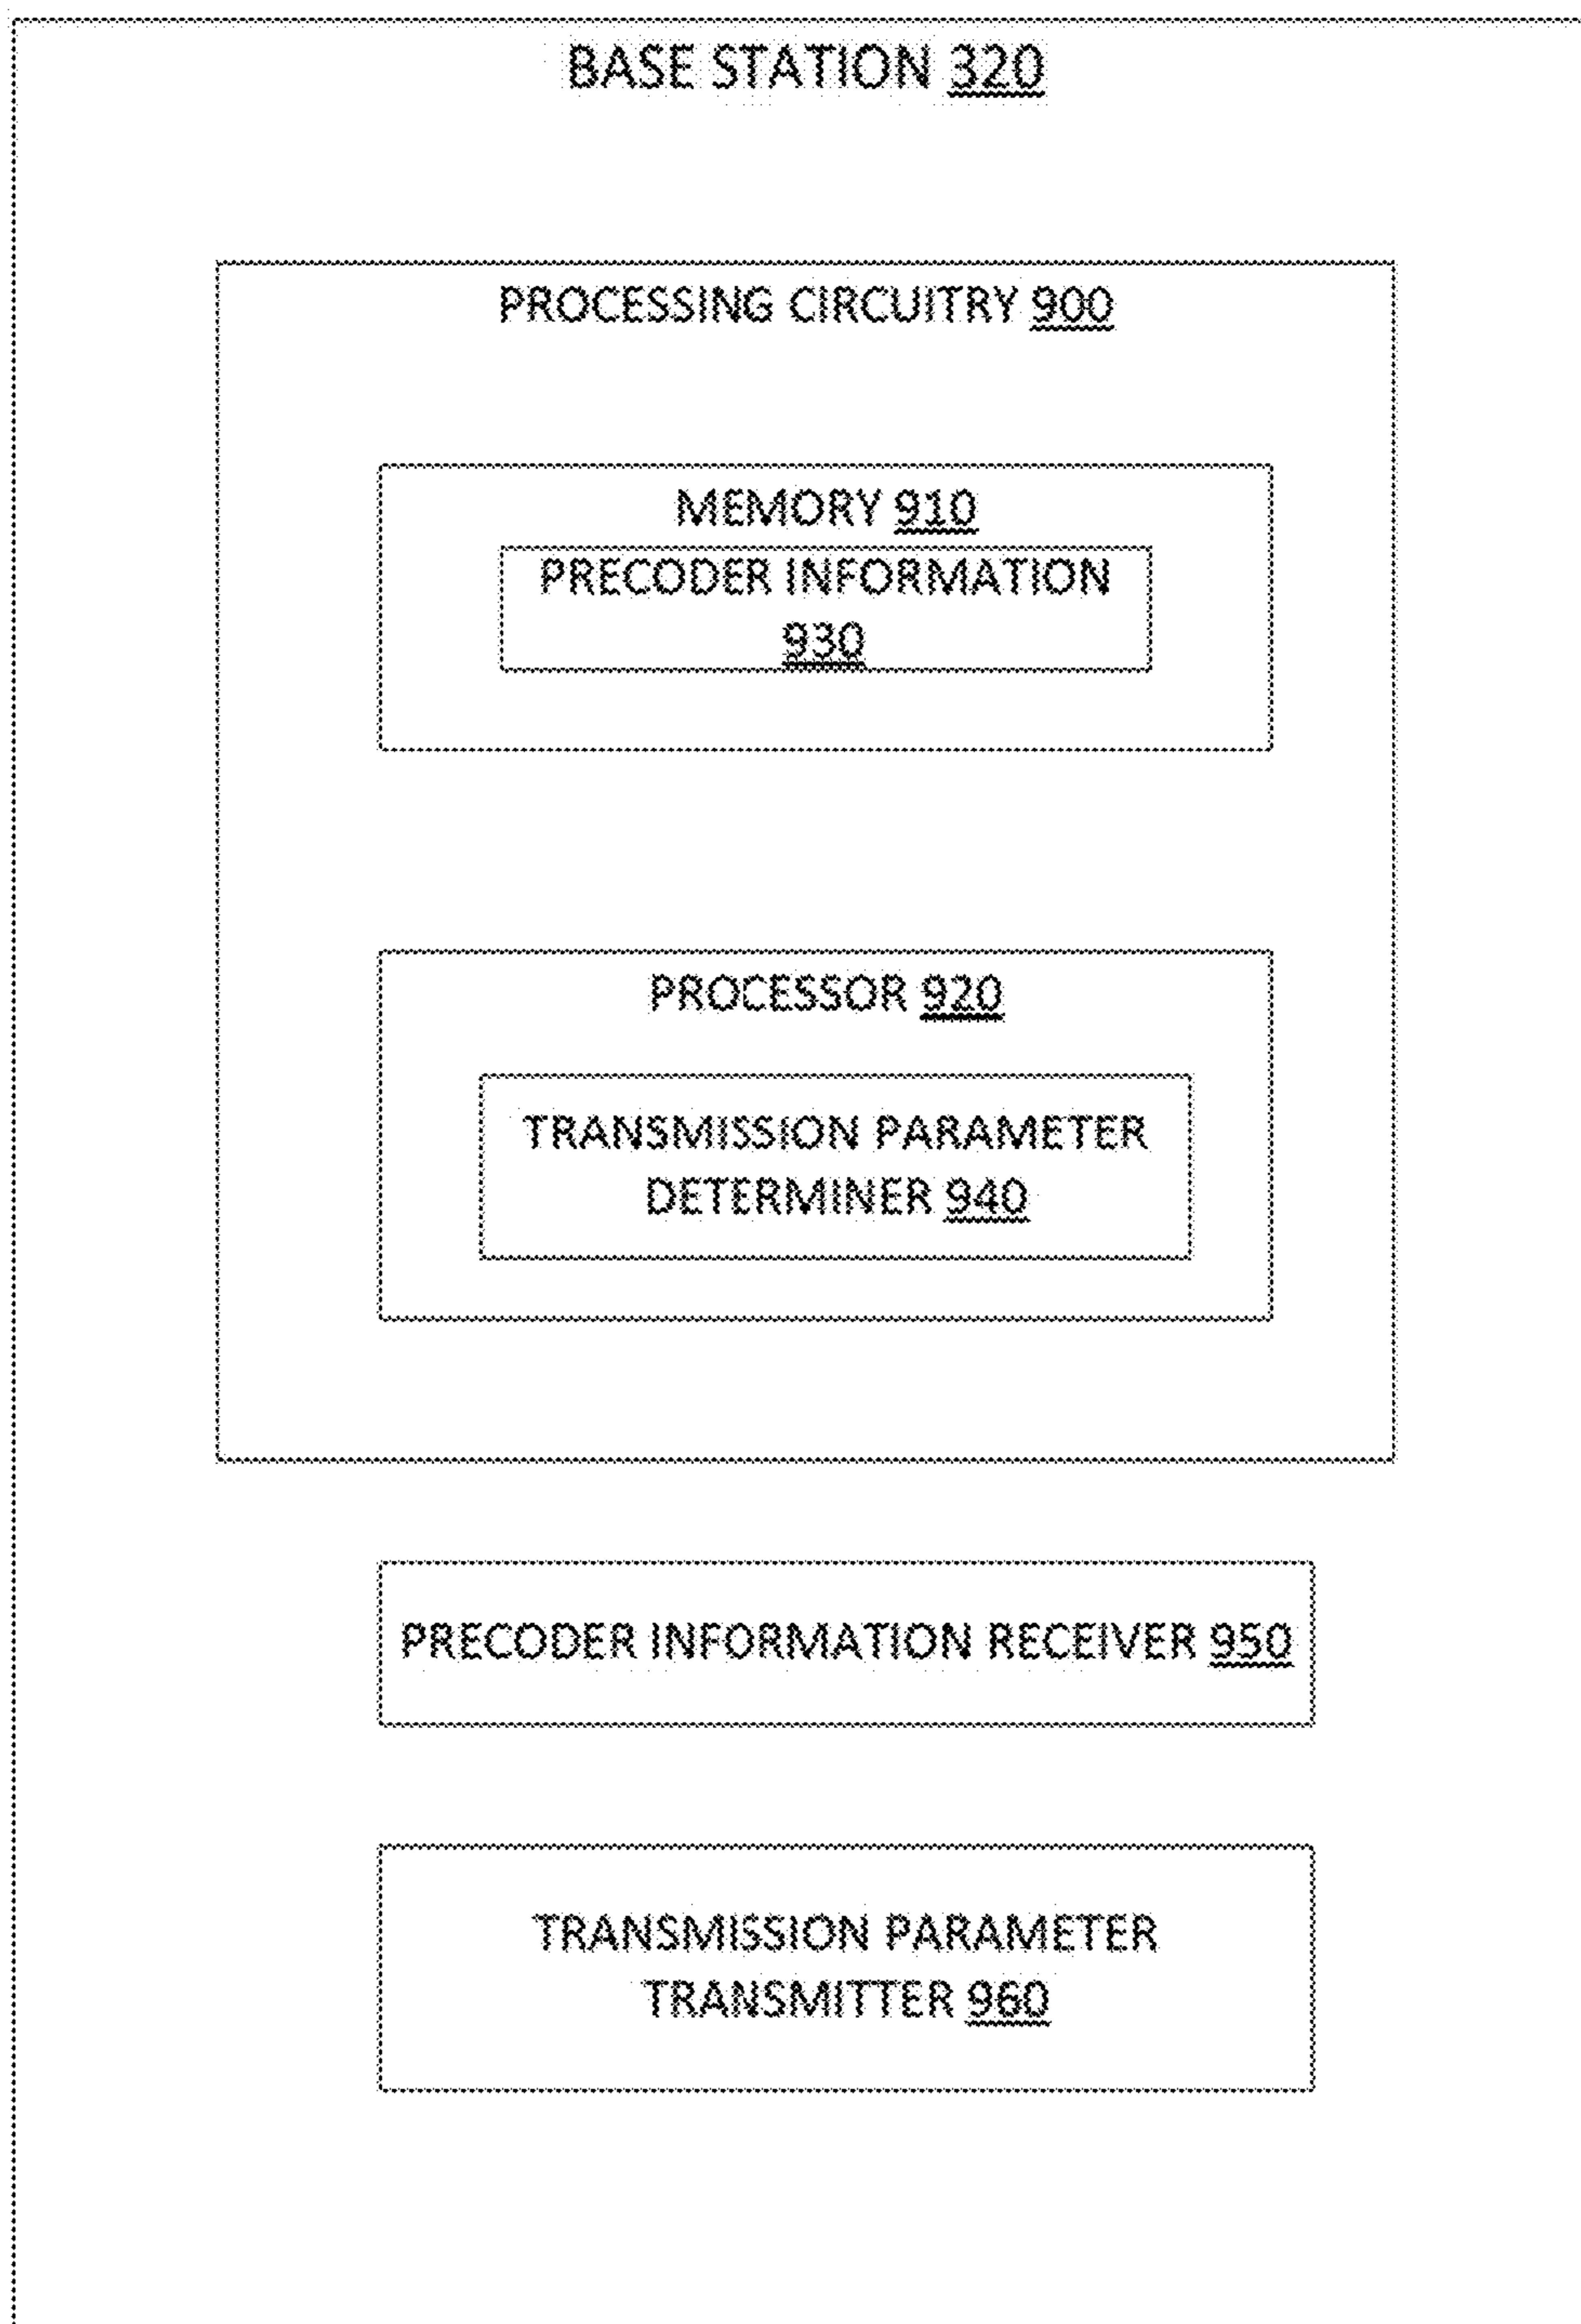 BASE STATION 320
PROCESSING CIRCUITRY 900
MEMORY 910
PRECODER INFORMATION
930
PROCESSOR 920
TRANSMISSION PARAMETER
DETERMINER 940
PRECODER INFORMATION RECEIVER 950
TRANSMISSION PARAMETER
TRANSMITTER 960